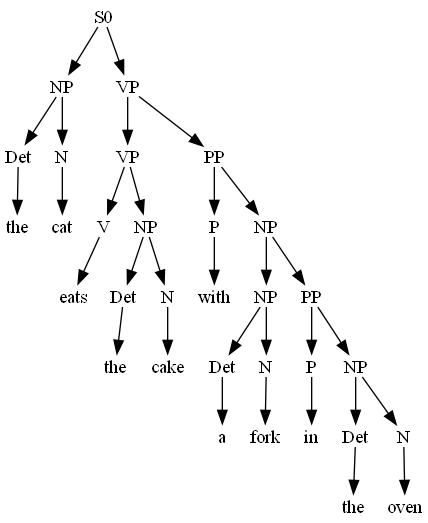 S0
NP VP
Det N VP PP
the cat V NP P NP
eats Det N with NP PP
the cake Det N P NP
a fork in Det N
the oven